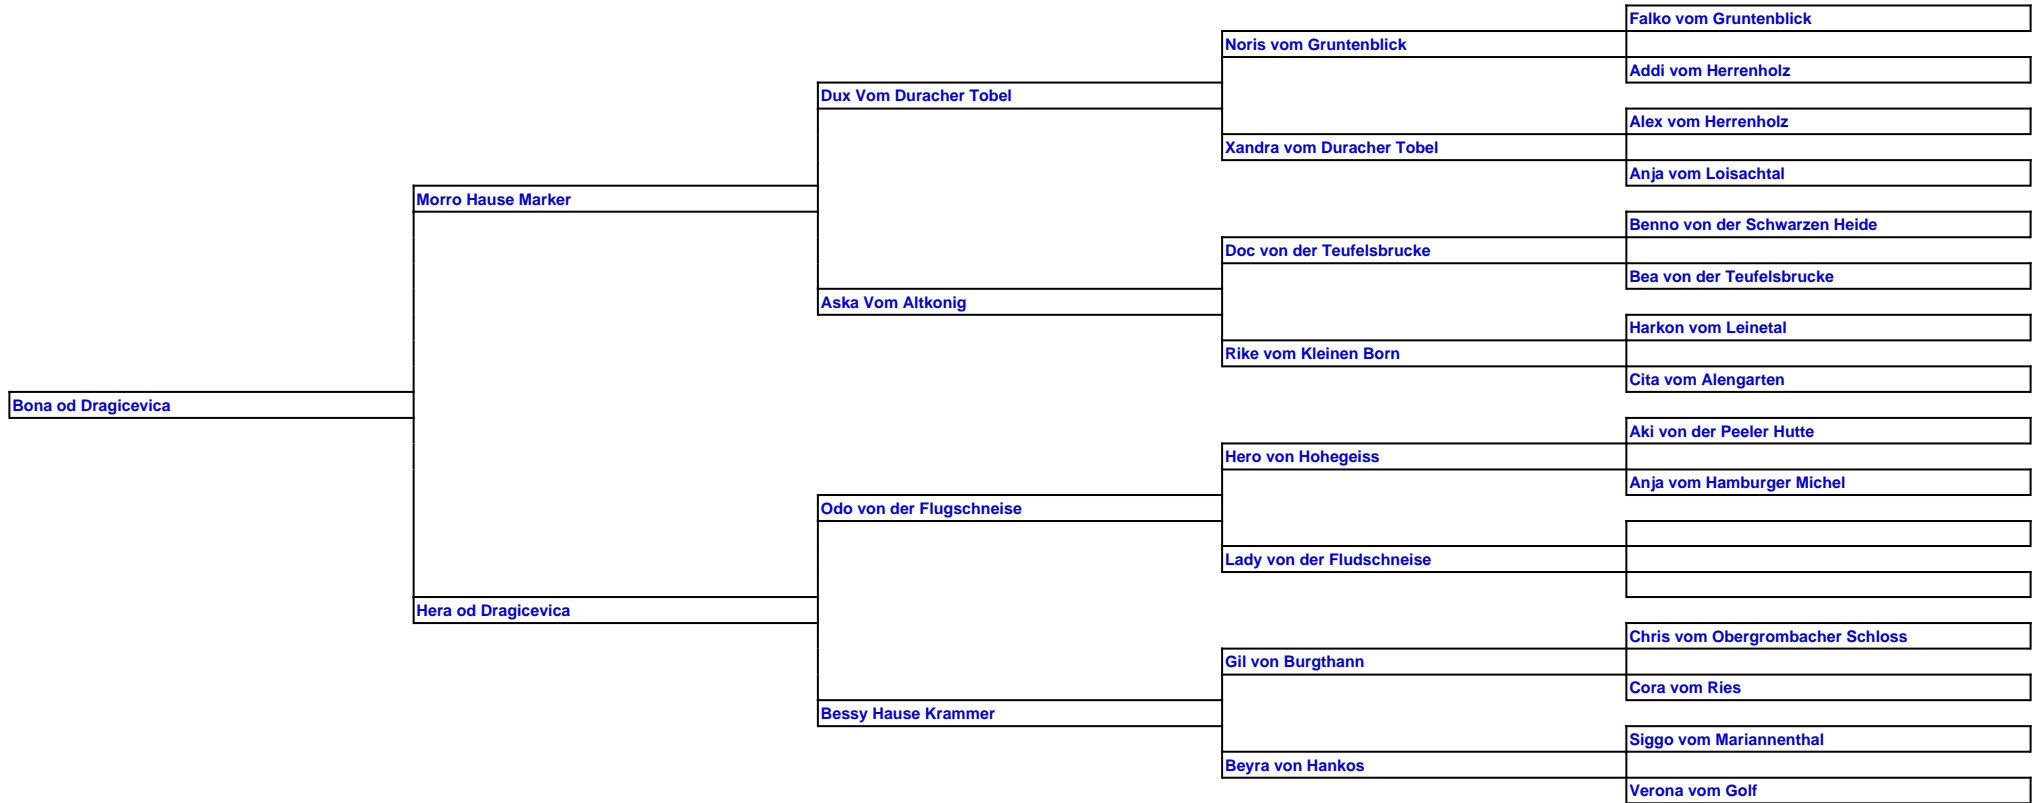 Falko vom Gruntenblick
Noris vom Gruntenblick
Addi vom Herrenholz
Dux Vom Duracher Tobel
Alex vom Herrenholz
Xandra vom Duracher Tobel
Anja vom Loisachtal
Morro Hause Marker
Benno von der Schwarzen Heide
Doc von der Teufelsbrucke
Bea von der Teufelsbrucke
Aska Vom Altkonig
Harkon vom Leinetal
Rike vom Kleinen Born
Cita vom Alengarten
Bona od Dragicevica
Aki von der Peeler Hutte
Hero von Hohegeiss
Anja vom Hamburger Michel
Odo von der Flugschneise
Lady von der Fludschneise
Hera od Dragicevica
Chris vom Obergrombacher Schloss
Gil von Burgthann
Cora vom Ries
Bessy Hause Krammer
Siggo vom Mariannenthal
Beyra von Hankos
Verona vom Golf